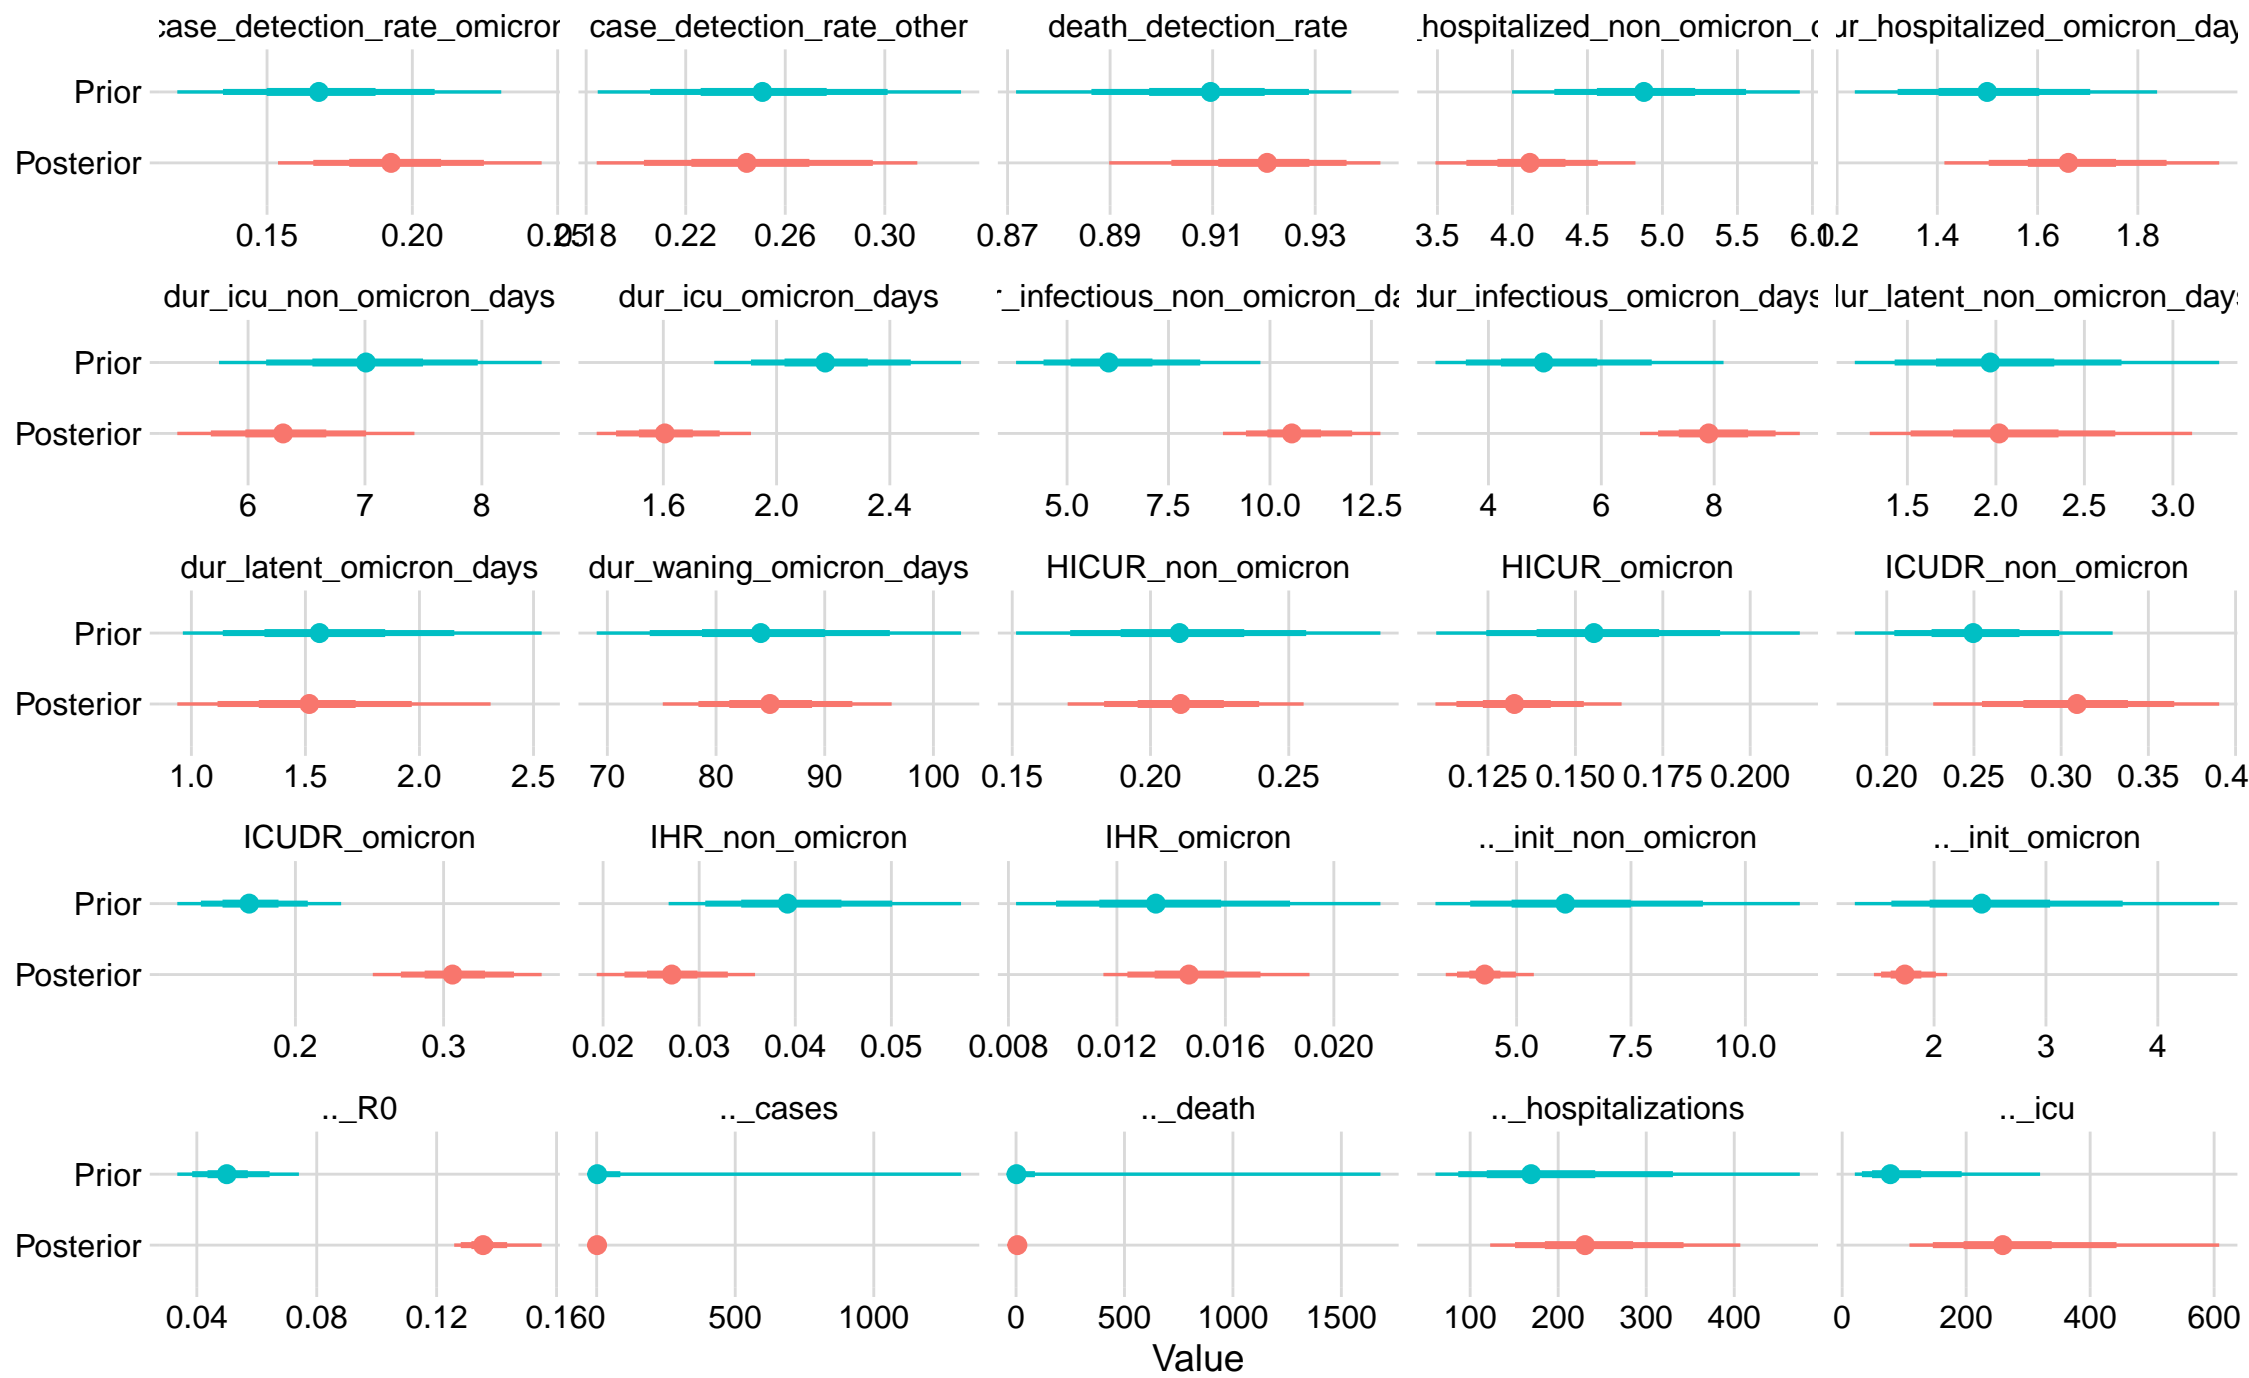 case_detection_rate_omicron case_detection_rate_other death_detection_rate _hospitalized_non_omicron_d ur_hospitalized_omicron_day
Prior
Posterior
0.15 0.20 0.25 0.18 0.22 0.26 0.30 0.87 0.89 0.91 0.93 3.5 4.0 4.5 5.0 5.5 6.0 1.2 1.4 1.6 1.8
dur_icu_non_omicron_days dur_icu_omicron_days r_infectious_non_omicron_da dur_infectious_omicron_days dur_latent_non_omicron_days
Prior
Posterior
6 7 8 1.6 2.0 2.4 5.0 7.5 10.0 12.5 4 6 8 1.5 2.0 2.5 3.0
dur_latent_omicron_days dur_waning_omicron_days HICUR_non_omicron HICUR_omicron ICUDR_non_omicron
Prior
Posterior
1.0 1.5 2.0 2.5 70 80 90 100 0.15 0.20 0.25 0.125 0.150 0.175 0.200 0.20 0.25 0.30 0.35 0.4
ICUDR_omicron IHR_non_omicron IHR_omicron .._init_non_omicron .._init_omicron
Prior
Posterior
0.2 0.3 0.02 0.03 0.04 0.05 0.008 0.012 0.016 0.020 5.0 7.5 10.0 2 3 4
.._R0 .._cases .._death .._hospitalizations .._icu
Prior
Posterior
0.04 0.08 0.12 0.16 0 500 1000 0 500 1000 1500 100 200 300 400 0 200 400 600
Value